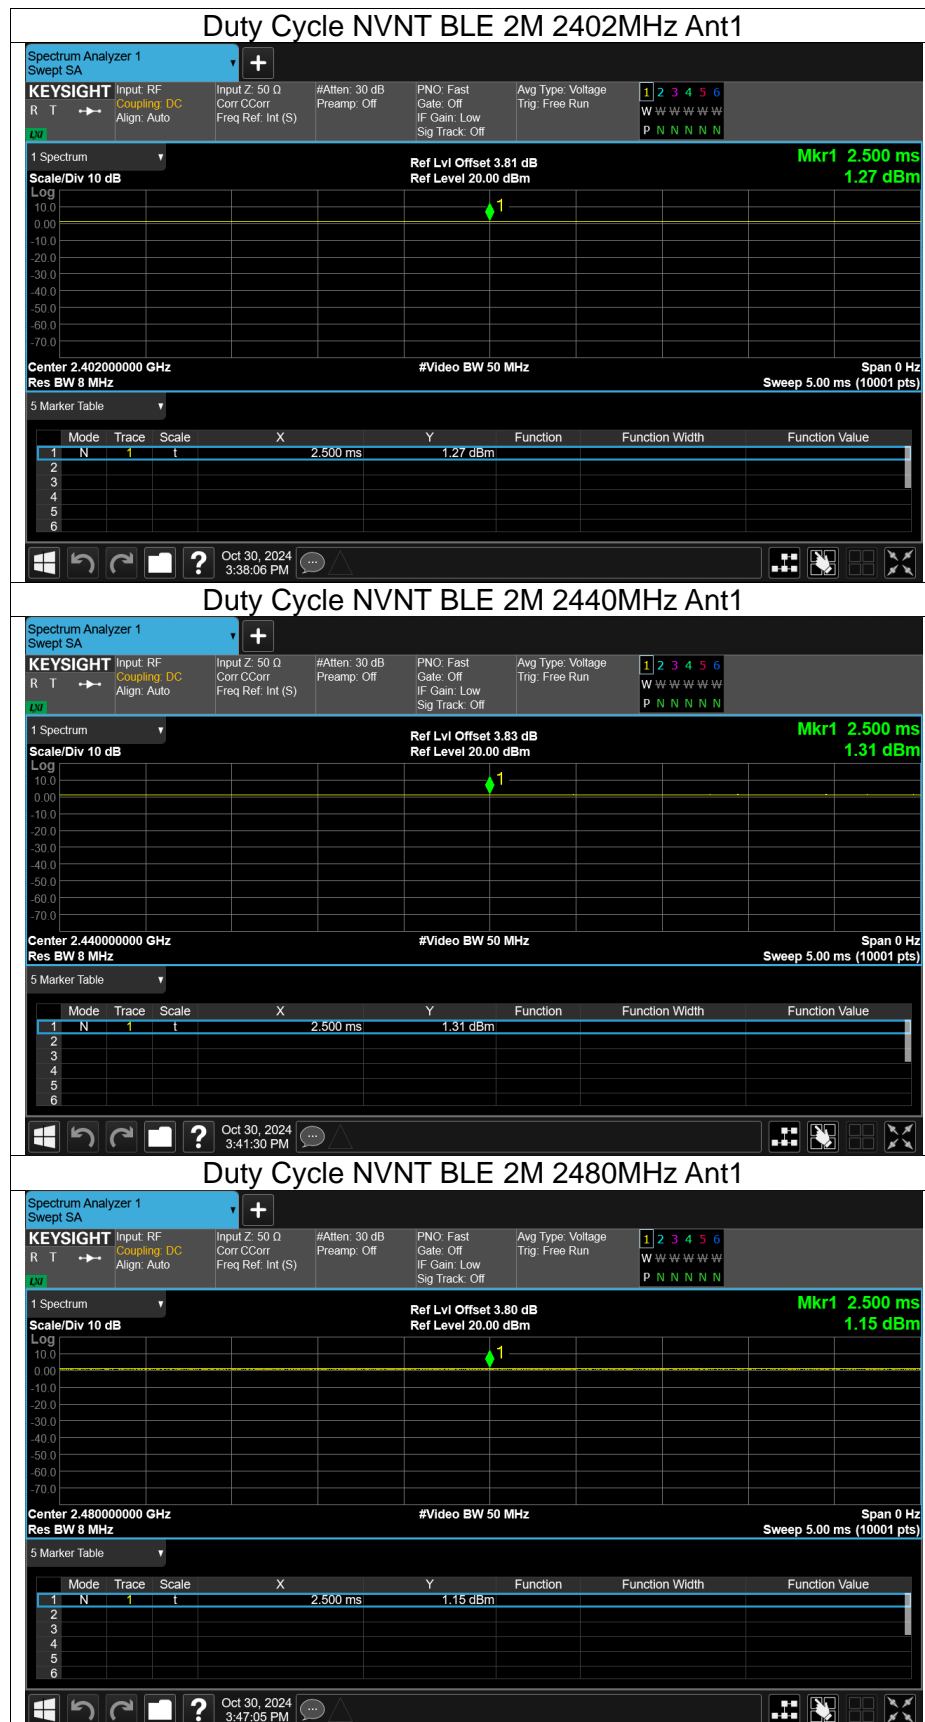 Duty Cycle NVNT BLE 2M 2402MHz Ant1
Spectrum Analyzer 1
Swept SA
KEYSIGHT Input: RF Input Z: 50 Ω #Atten: 30 dB PNO: Fast Avg Type: Voltage 1 2 3 4 5 6
R T Coupling: DC Corr CCorr Preamp: Off Gate: Off Trig: Free Run W W W W W W
Align: Auto Freq Ref: Int (S) IF Gain: Low
LXI Sig Track: Off P N N N N N
1 Spectrum Ref Lvl Offset 3.81 dB Mkr1 2.500 ms
Scale/Div 10 dB Ref Level 20.00 dBm 1.27 dBm
Log
10.0 1
0.00
-10.0
-20.0
-30.0
-40.0
-50.0
-60.0
-70.0
Center 2.402000000 GHz #Video BW 50 MHz Span 0 Hz
Res BW 8 MHz Sweep 5.00 ms (10001 pts)
5 Marker Table
Mode Trace Scale X Y Function Function Width Function Value
1 N 1 t 2.500 ms 1.27 dBm
2
3
4
5
6
? Oct 30, 2024
3:38:06 PM
Duty Cycle NVNT BLE 2M 2440MHz Ant1
Spectrum Analyzer 1
Swept SA
KEYSIGHT Input: RF Input Z: 50 Ω #Atten: 30 dB PNO: Fast Avg Type: Voltage 1 2 3 4 5 6
R T Coupling: DC Corr CCorr Preamp: Off Gate: Off Trig: Free Run W W W W W W
Align: Auto Freq Ref: Int (S) IF Gain: Low
LXI Sig Track: Off P N N N N N
1 Spectrum Ref Lvl Offset 3.83 dB Mkr1 2.500 ms
Scale/Div 10 dB Ref Level 20.00 dBm 1.31 dBm
Log
10.0 1
0.00
-10.0
-20.0
-30.0
-40.0
-50.0
-60.0
-70.0
Center 2.440000000 GHz #Video BW 50 MHz Span 0 Hz
Res BW 8 MHz Sweep 5.00 ms (10001 pts)
5 Marker Table
Mode Trace Scale X Y Function Function Width Function Value
1 N 1 t 2.500 ms 1.31 dBm
2
3
4
5
6
? Oct 30, 2024
3:41:30 PM
Duty Cycle NVNT BLE 2M 2480MHz Ant1
Spectrum Analyzer 1
Swept SA
KEYSIGHT Input: RF Input Z: 50 Ω #Atten: 30 dB PNO: Fast Avg Type: Voltage 1 2 3 4 5 6
R T Coupling: DC Corr CCorr Preamp: Off Gate: Off Trig: Free Run W W W W W W
Align: Auto Freq Ref: Int (S) IF Gain: Low
LXI Sig Track: Off P N N N N N
1 Spectrum Ref Lvl Offset 3.80 dB Mkr1 2.500 ms
Scale/Div 10 dB Ref Level 20.00 dBm 1.15 dBm
Log
10.0 1
0.00
-10.0
-20.0
-30.0
-40.0
-50.0
-60.0
-70.0
Center 2.480000000 GHz #Video BW 50 MHz Span 0 Hz
Res BW 8 MHz Sweep 5.00 ms (10001 pts)
5 Marker Table
Mode Trace Scale X Y Function Function Width Function Value
1 N 1 t 2.500 ms 1.15 dBm
2
3
4
5
6
? Oct 30, 2024
3:47:05 PM